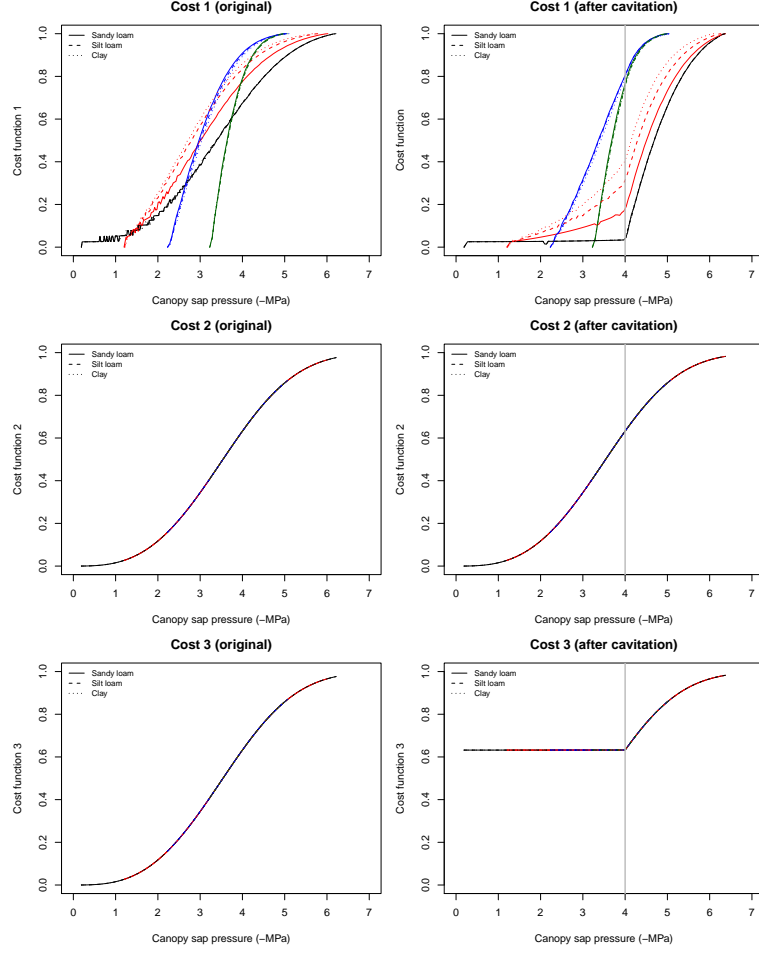 Cost 1 (original)
Sandy loam
Silt loam
Clay
Cost function 1
0.0 0.2 0.4 0.6 0.8 1.0
0 1 2 3 4 5 6 7
Canopy sap pressure (−MPa)
Cost 1 (after cavitation)
Sandy loam
Silt loam
Clay
Cost function
0.0 0.2 0.4 0.6 0.8 1.0
0 1 2 3 4 5 6 7
Canopy sap pressure (−MPa)
Cost 2 (original)
Sandy loam
Silt loam
Clay
Cost function 2
0.0 0.2 0.4 0.6 0.8 1.0
0 1 2 3 4 5 6 7
Canopy sap pressure (−MPa)
Cost 2 (after cavitation)
Sandy loam
Silt loam
Clay
Cost function 2
0.0 0.2 0.4 0.6 0.8 1.0
0 1 2 3 4 5 6 7
Canopy sap pressure (−MPa)
Cost 3 (original)
Sandy loam
Silt loam
Clay
Cost function 3
0.0 0.2 0.4 0.6 0.8 1.0
0 1 2 3 4 5 6 7
Canopy sap pressure (−MPa)
Cost 3 (after cavitation)
Sandy loam
Silt loam
Clay
Cost function 3
0.0 0.2 0.4 0.6 0.8 1.0
0 1 2 3 4 5 6 7
Canopy sap pressure (−MPa)